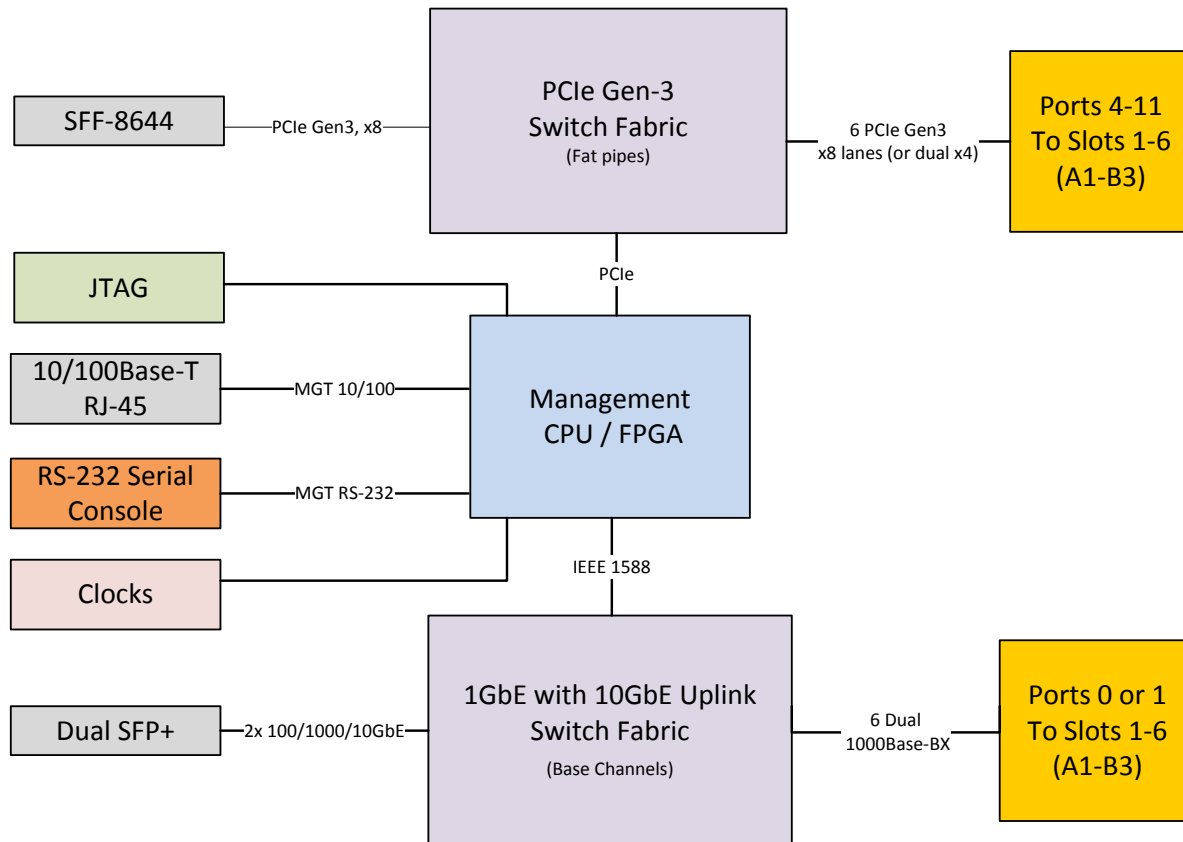 SFF-8644
PCIe Gen3, x8
PCIe Gen-3
Switch Fabric
(Fat pipes)
6 PCIe Gen3
x8 lanes (or dual x4)
Ports 4-11
To Slots 1-6
(A1-B3)
PCIe
JTAG
10/100Base-T
RJ-45
MGT 10/100
Management
CPU / FPGA
RS-232 Serial
Console
MGT RS-232
Clocks
IEEE 1588
Dual SFP+
2x 100/1000/10GbE
1GbE with 10GbE Uplink
Switch Fabric
(Base Channels)
6 Dual
1000Base-BX
Ports 0 or 1
To Slots 1-6
(A1-B3)